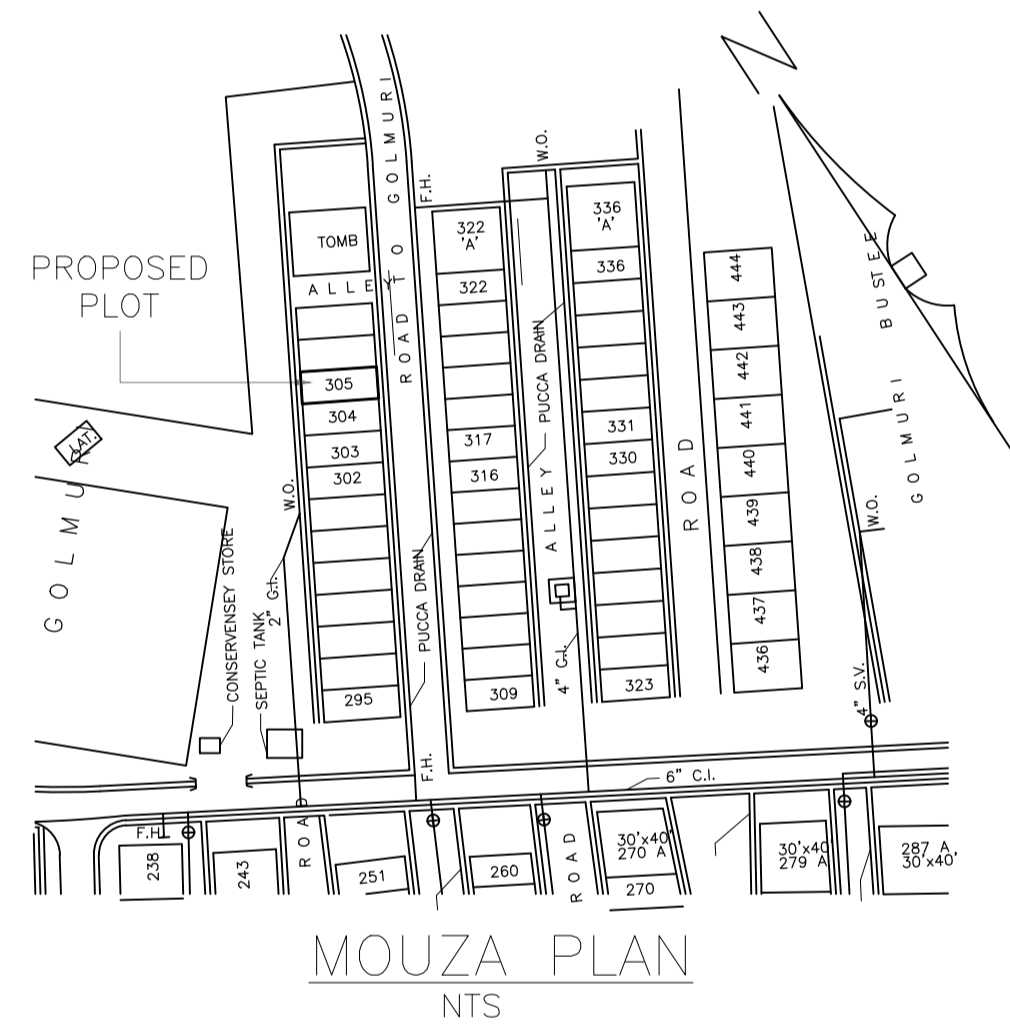 PROPOSED
PLOT
TOMB
ALLEY
ROAD TO GOLMURI
F.H.
W.O.
322
'A'
322
336
'A'
336
PUCCA DRAIN
305
304
303
302
317
316
331
330
ALLEY
ROAD
444
443
442
441
440
439
438
437
436
GOLMURI BUSTEE
W.O.
LAT.
GOLMU
W.O.
2" G.I.
CONSERVENSEY STORE
SEPTIC TANK
PUCCA DRAIN
4" G.I.
4" S.V.
295
309
323
F.H.
6" C.I.
F.H.
238
243
ROAD
251
260
ROAD
30'x40'
270 A
270
30'x40'
279 A
287 A
30'x40'
MOUZA PLAN
NTS